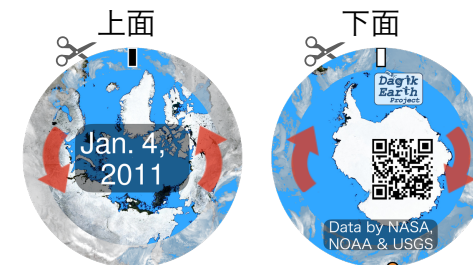 上面
下面
Jan. 4,
2011
Dagik
Earth
Project
Data by NASA,
NOAA & USGS